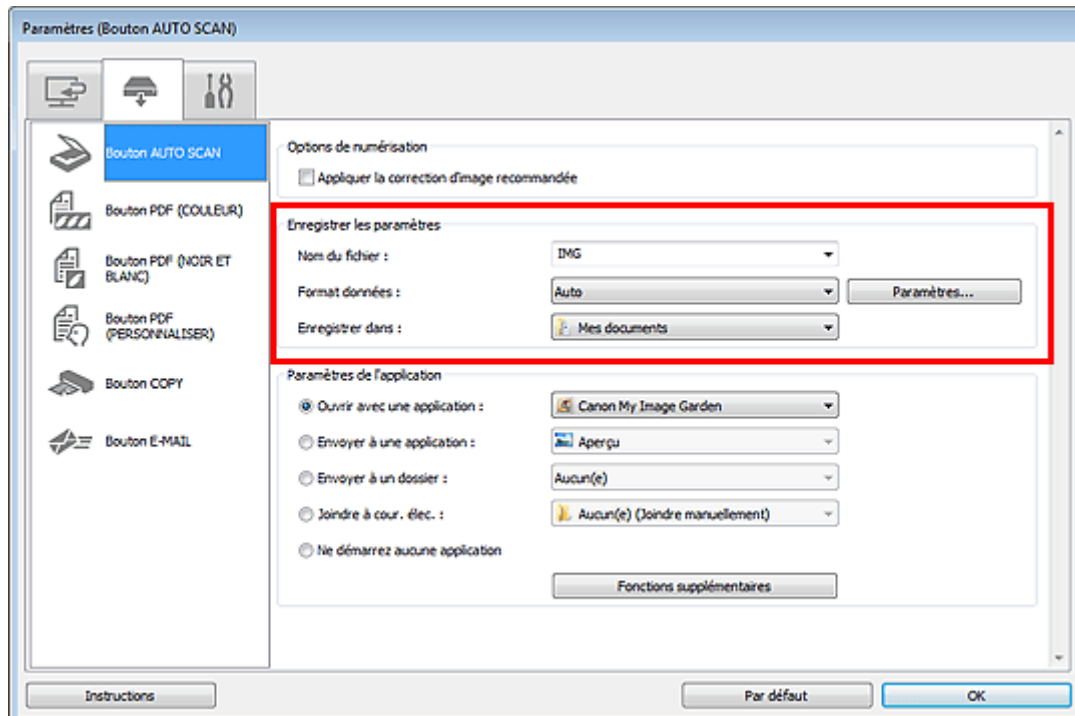 Paramètres (Bouton AUTO SCAN)
Bouton AUTO SCAN
Bouton PDF (COULEUR)
Bouton PDF (NOIR ET
BLANC)
Bouton PDF
(PERSONNALISER)
Bouton COPY
Bouton E-MAIL
Options de numérisation
Appliquer la correction d'image recommandée
Enregistrer les paramètres
Nom du fichier : IMG
Format données : Auto Paramètres...
Enregistrer dans : Mes documents
Paramètres de l'application
Ouvrir avec une application : Canon My Image Garden
Envoyer à une application : Aperçu
Envoyer à un dossier : Aucun(e)
Joindre à cour. élec. : Aucun(e) (Joindre manuellement)
Ne démarrez aucune application
Fonctions supplémentaires
Instructions Par défaut OK